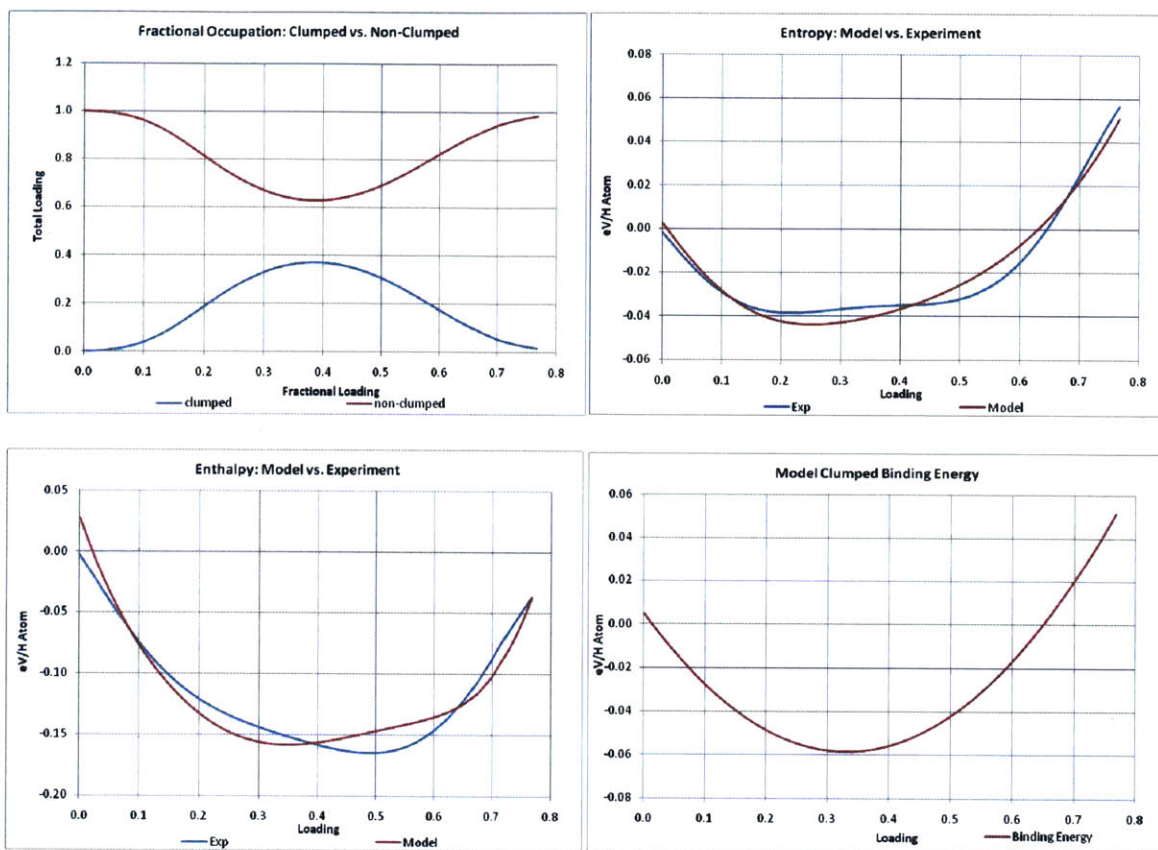 Fractional Occupation: Clumped vs. Non-Clumped
1.2
1.0
0.8
0.6
0.4
0.2
0.0
Total Loading
0.0 0.1 0.2 0.3 0.4 0.5 0.6 0.7 0.8
Fractional Loading
clumped non-clumped
Entropy: Model vs. Experiment
0.08
0.06
0.04
0.02
0.00
-0.02
-0.04
-0.06
eV/H Atom
0.0 0.1 0.2 0.3 0.4 0.5 0.6 0.7 0.8
Loading
Exp Model
Enthalpy: Model vs. Experiment
0.05
0.00
-0.05
-0.10
-0.15
-0.20
eV/H Atom
0.0 0.1 0.2 0.3 0.4 0.5 0.6 0.7 0.8
Loading
Exp Model
Model Clumped Binding Energy
0.06
0.04
0.02
0.00
-0.02
-0.04
-0.06
-0.08
eV/H Atom
0.0 0.1 0.2 0.3 0.4 0.5 0.6 0.7 0.8
Loading
Binding Energy